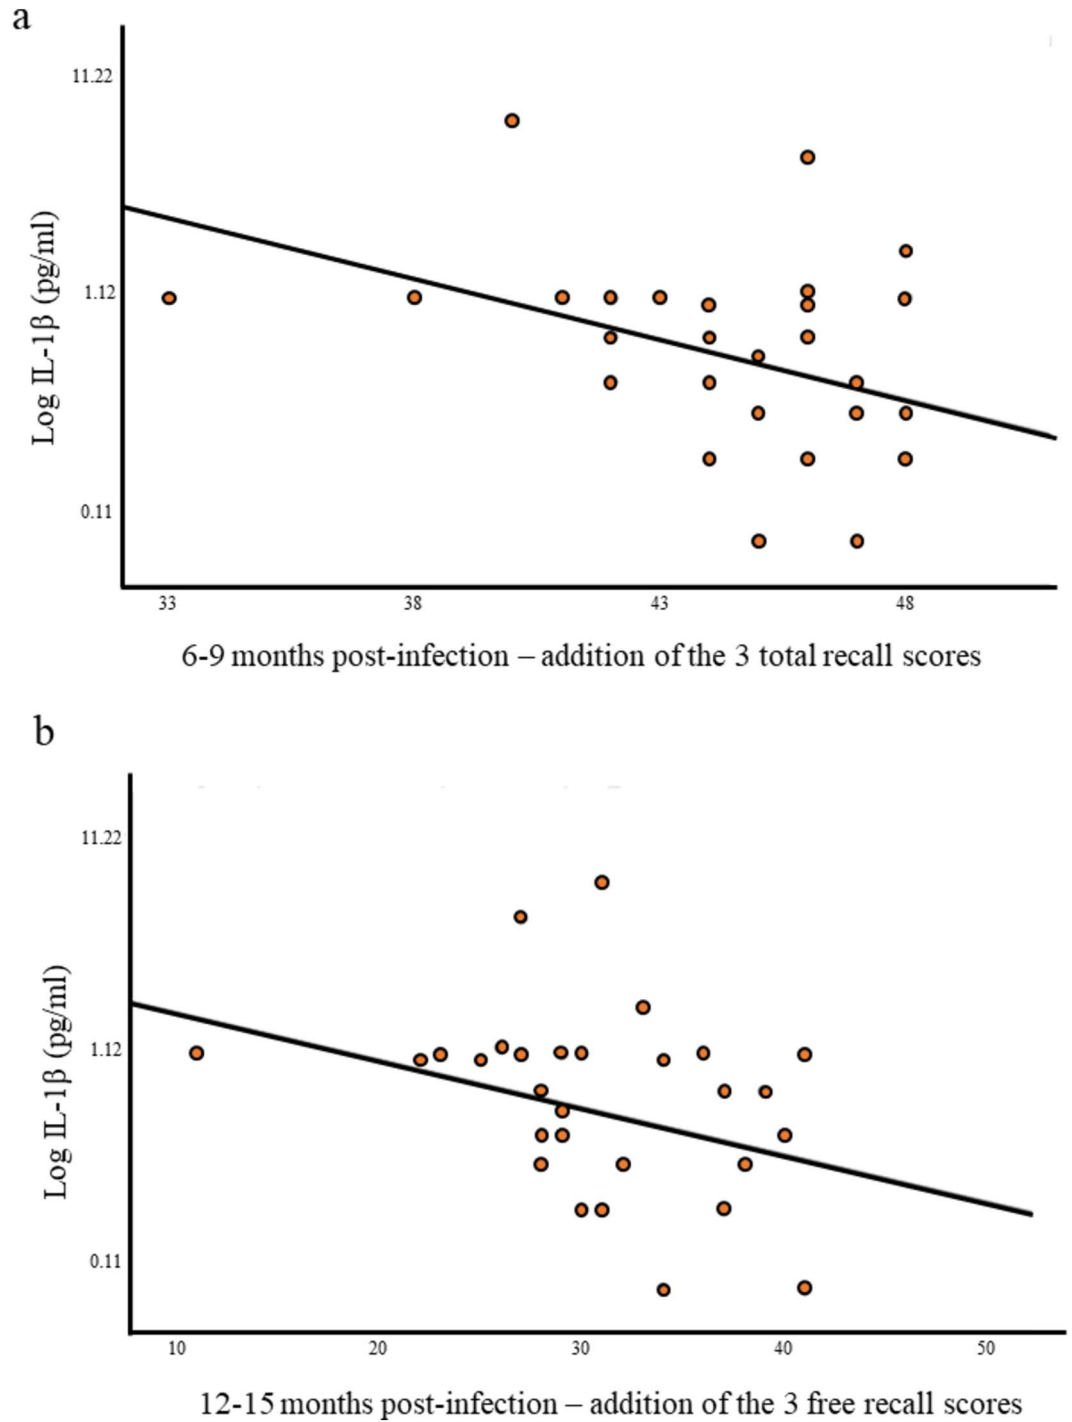 a
11.22
1.12
0.11
Log IL-1β (pg/ml)
33 38 43 48
6-9 months post-infection – addition of the 3 total recall scores
b
11.22
1.12
0.11
Log IL-1β (pg/ml)
10 20 30 40 50
12-15 months post-infection – addition of the 3 free recall scores